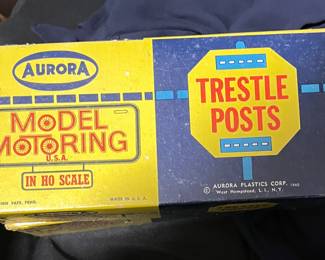 AURORA
MODEL
MOTORING
U.S.A.
IN HO SCALE
MADE IN U.S.A.
TRESTLE
POSTS
© AURORA PLASTICS CORP.
West Hempstead, L. I., N. Y.